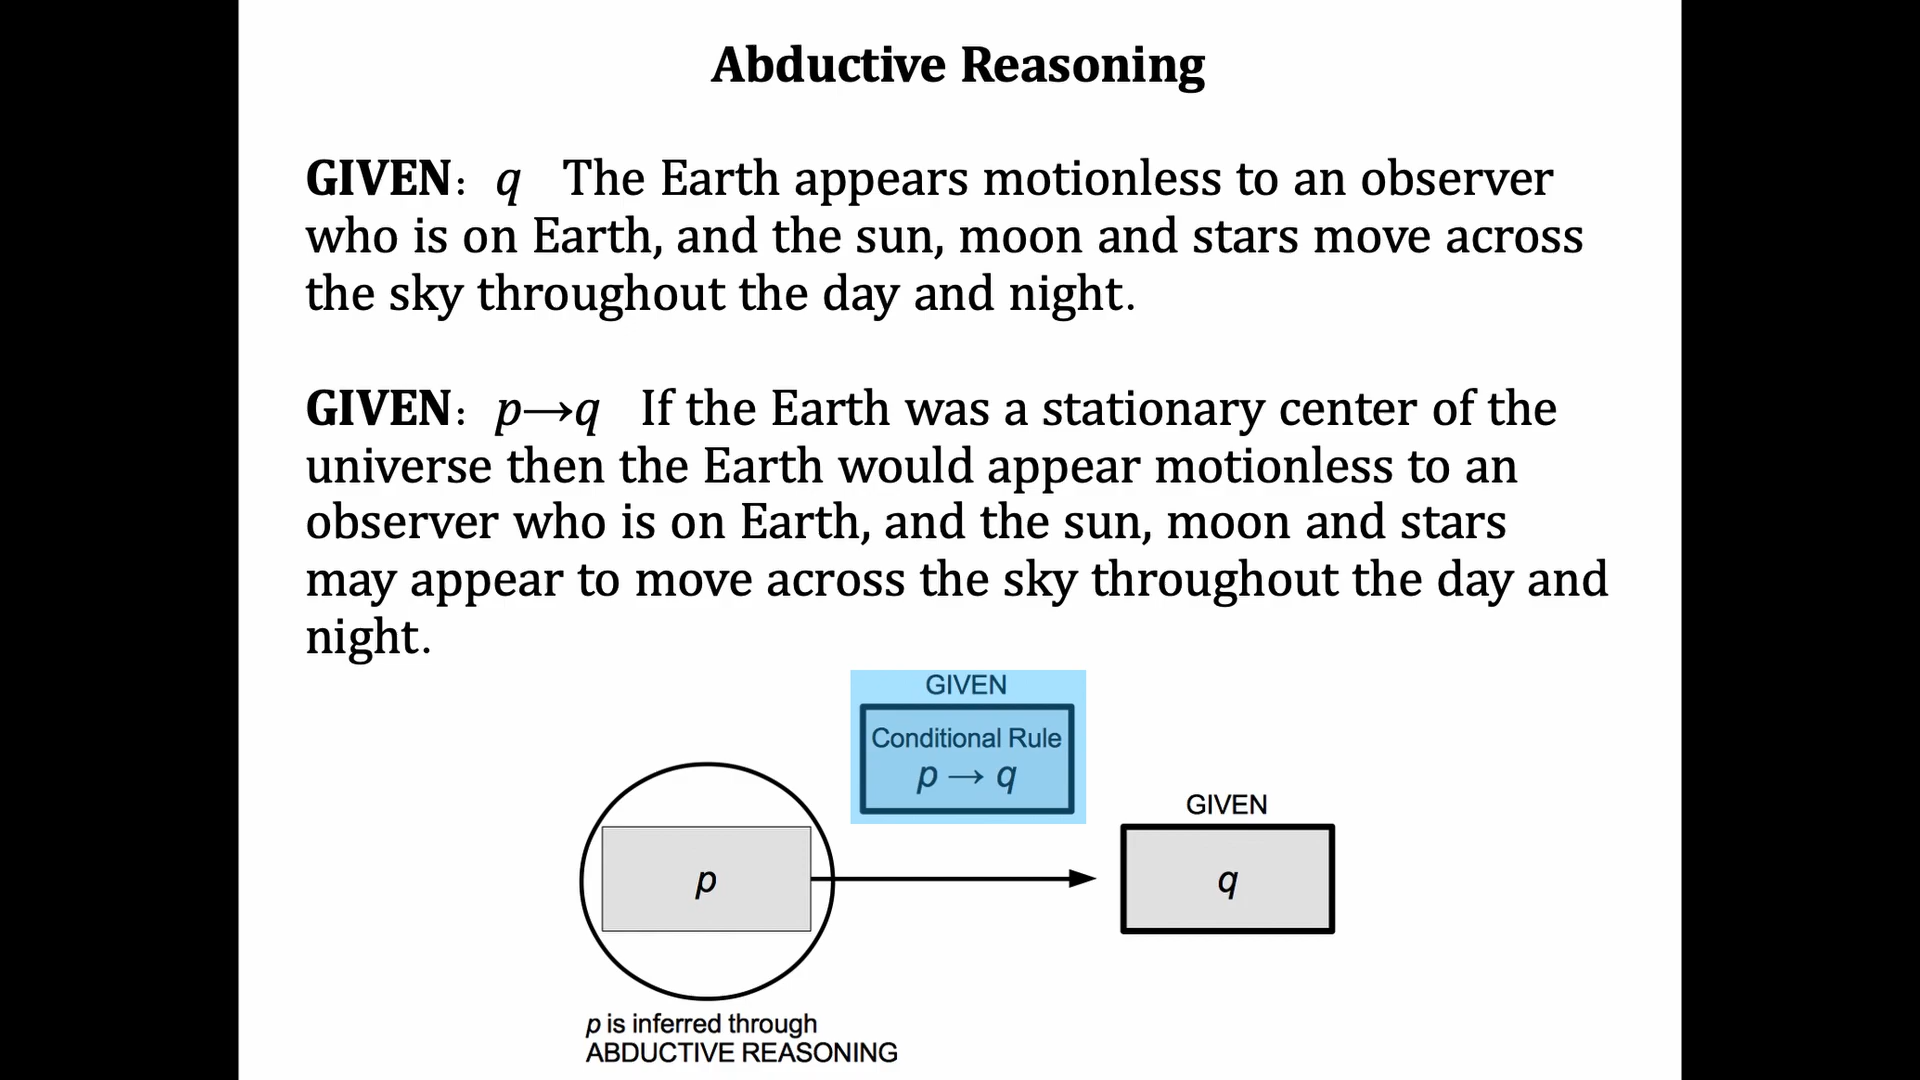 Abductive Reasoning
GIVEN: q The Earth appears motionless to an observer
who is on Earth, and the sun, moon and stars move across
the sky throughout the day and night.
GIVEN: p→q If the Earth was a stationary center of the
universe then the Earth would appear motionless to an
observer who is on Earth, and the sun, moon and stars
may appear to move across the sky throughout the day and
night.
GIVEN
Conditional Rule
p → q
GIVEN
p
q
p is inferred through
ABDUCTIVE REASONING